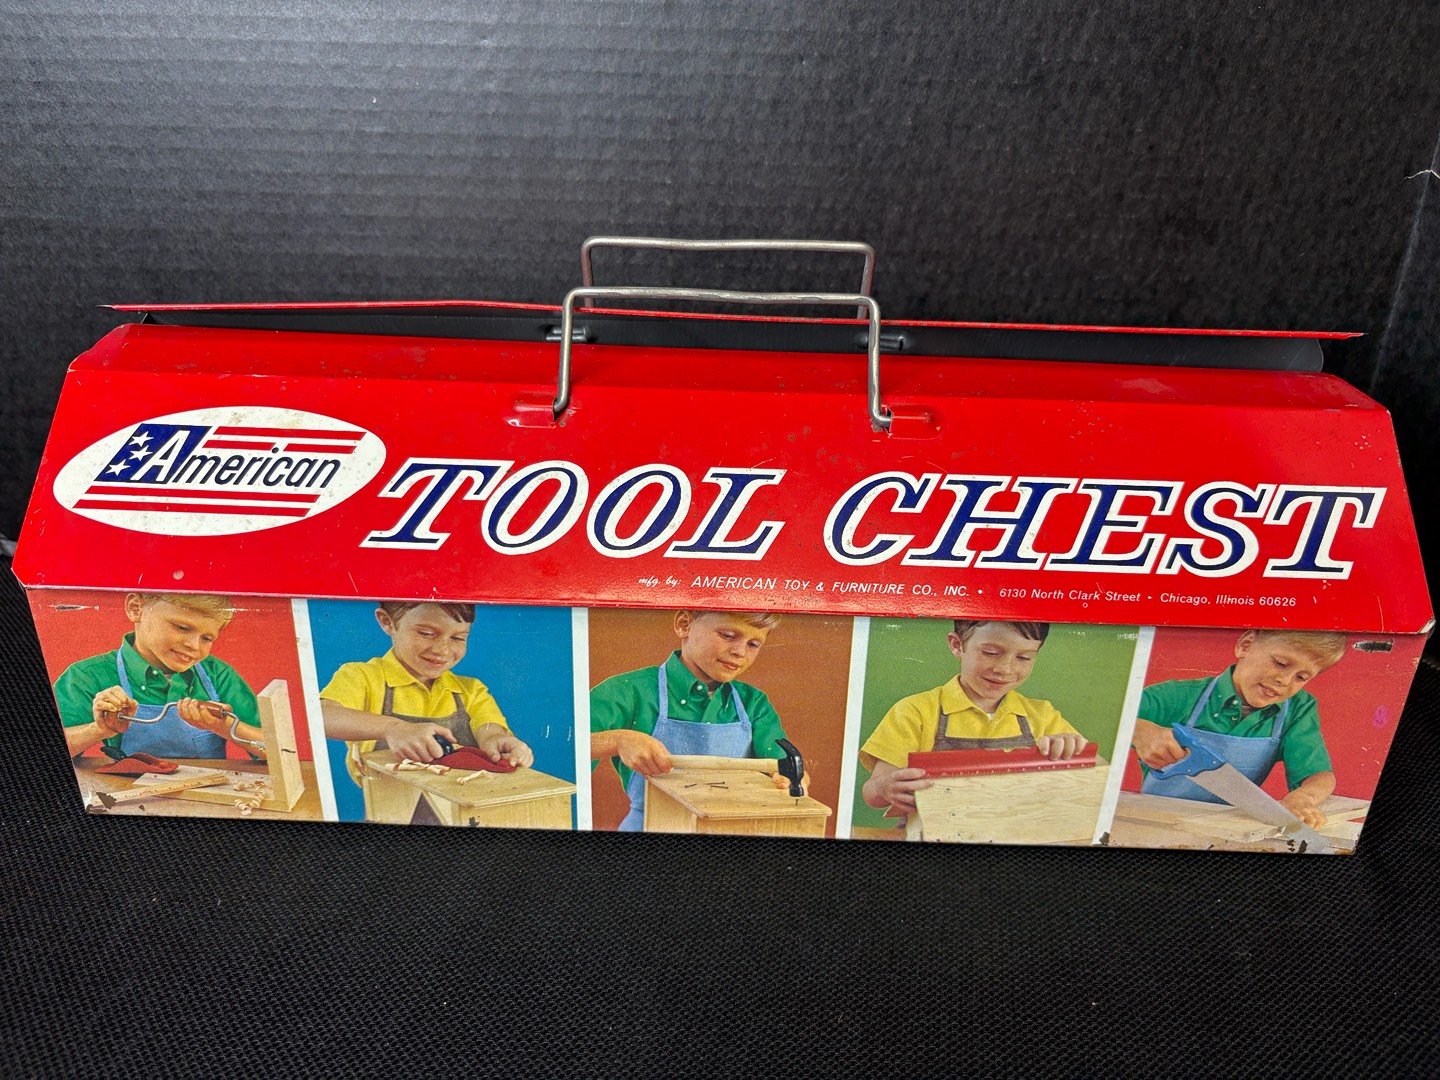 American
TOOL CHEST
mfg. by: AMERICAN TOY & FURNITURE CO., INC. • 6130 North Clark Street • Chicago, Illinois 60626